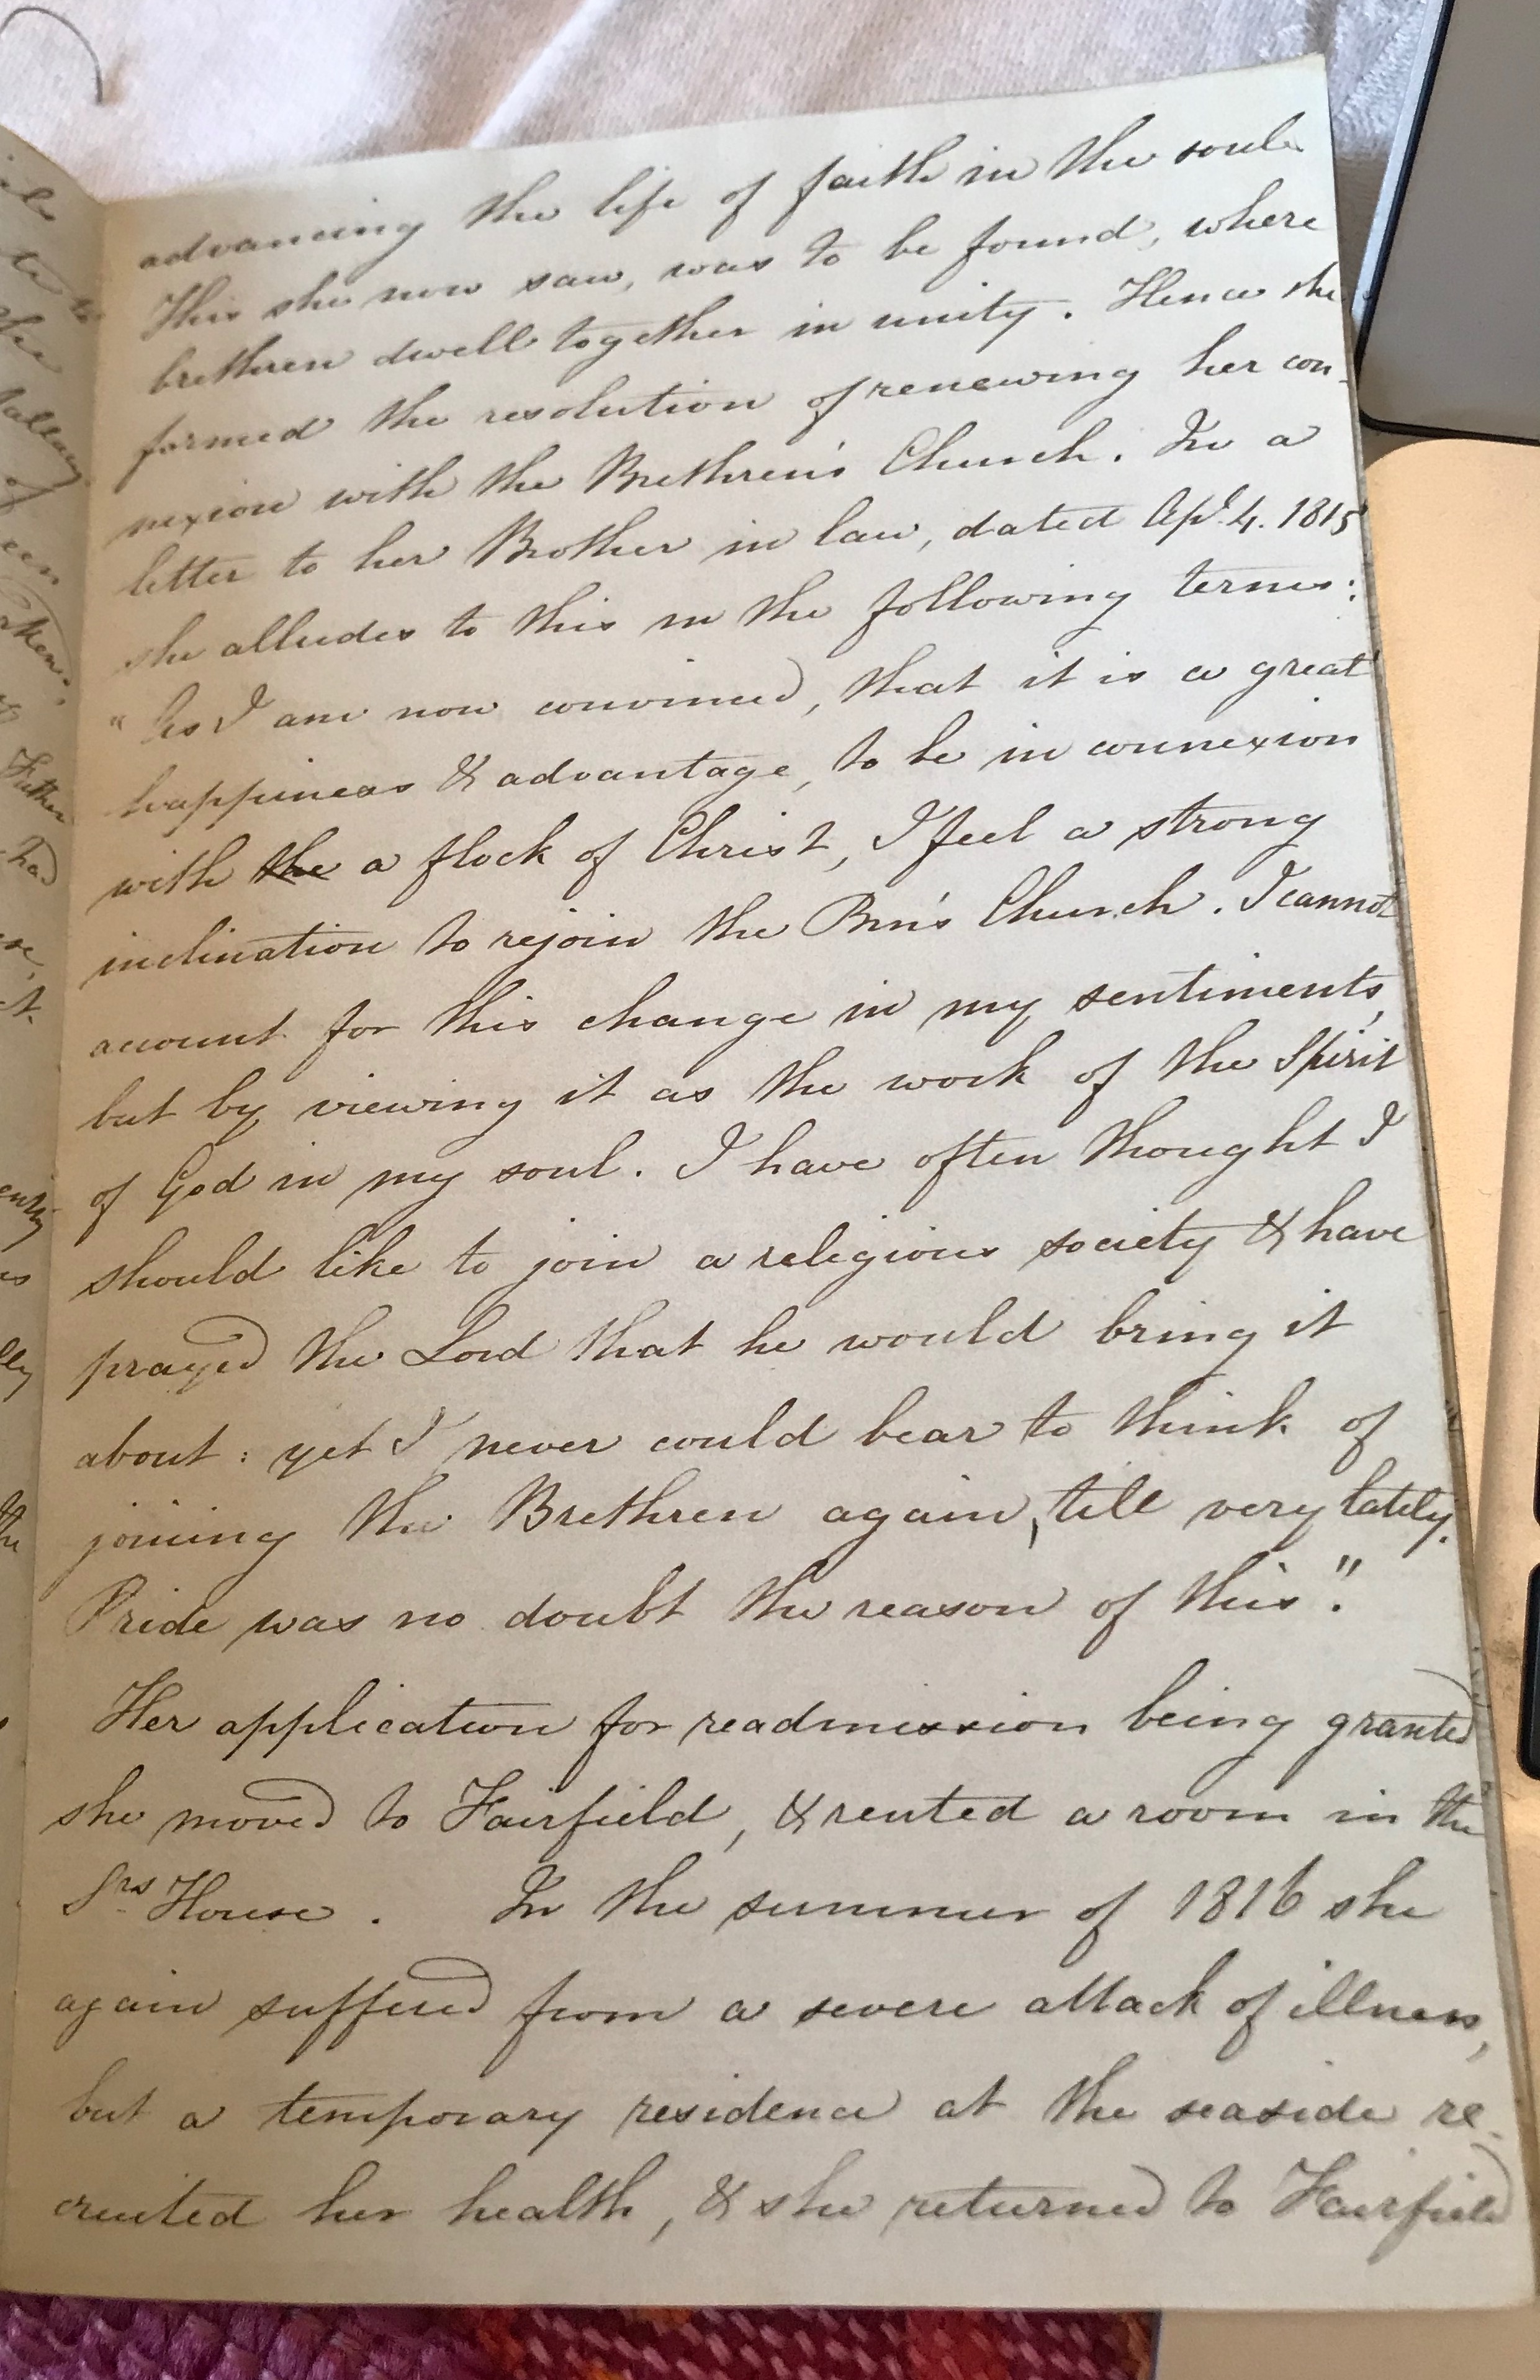 advancing the life of faith in the soul.
This she now saw, was to be found, where
brethren dwell together in unity. Hence she
formed the resolution of renewing her con-
nexion with the Brethren's Church. In a
letter to her Brother in law, dated Apl. 4. 1815
she alludes to this in the following terms:
"As I am now convinced, that it is a great
happiness & advantage, to be in connexion
with the a flock of Christ, I feel a strong
inclination to rejoin the Brn's Church. I cannot
account for this change in my sentiments,
but by viewing it as the work of the Spirit
of God in my soul. I have often thought I
should like to join a religious society & have
prayed the Lord that he would bring it
about: yet I never could bear to think of
joining the Brethren again, till very lately.
Pride was no doubt the reason of this".
Her application for readmission being granted
she moved to Fairfield, & rented a room in the
Srs House. In the summer of 1816 she
again suffered from a severe attack of illness,
but a temporary residence at the seaside re-
cruited her health, & she returned to Fairfield